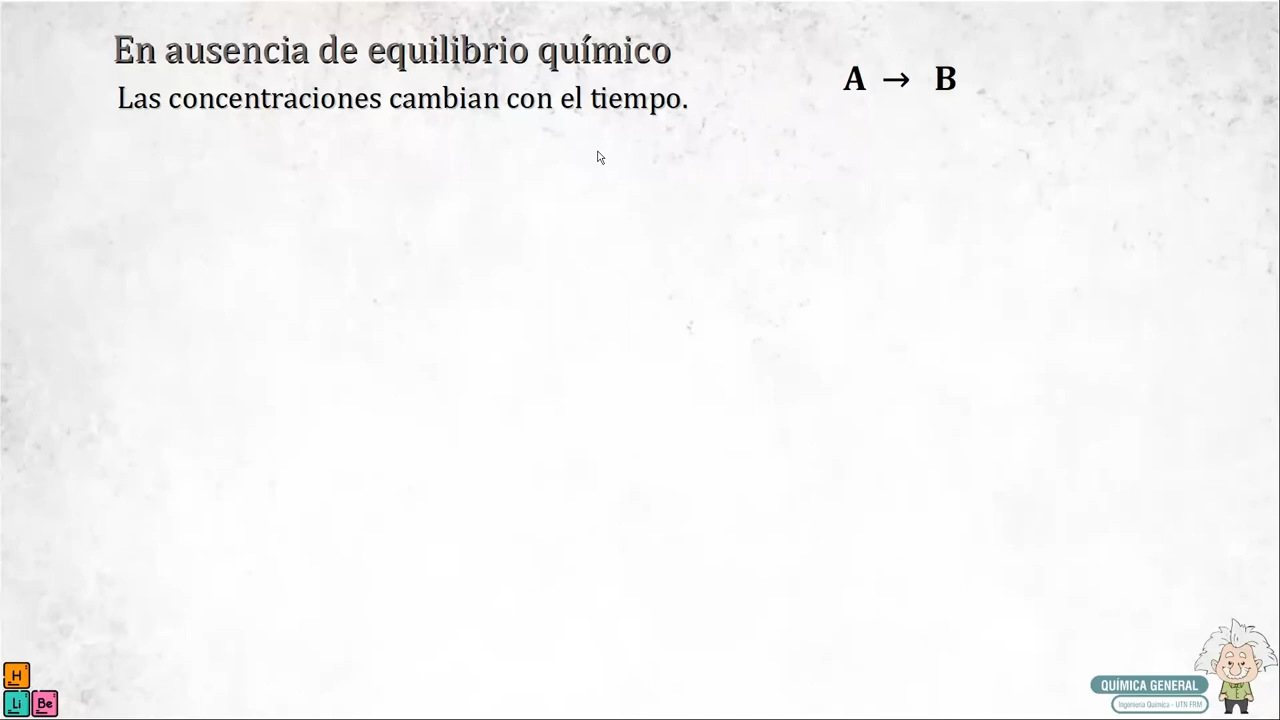 En ausencia de equilibrio químico
Las concentraciones cambian con el tiempo.
A → B
H
Li Be
QUÍMICA GENERAL
Ingeniería Química - UTN FRM